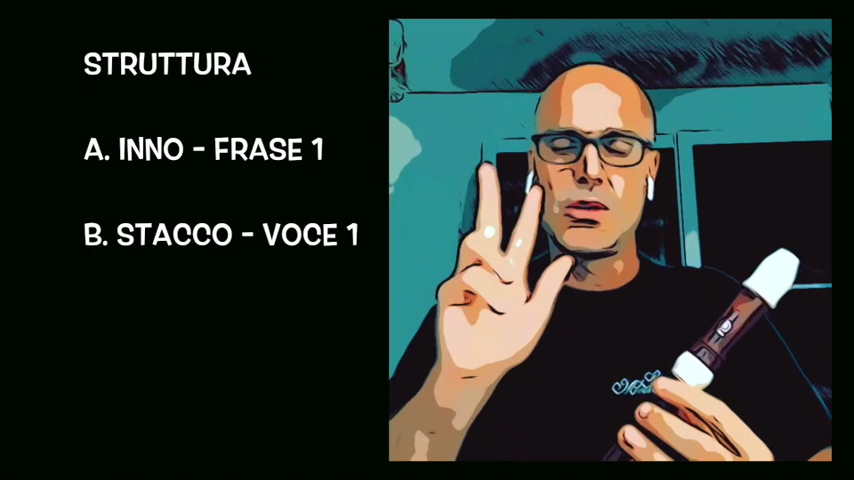 STRUTTURA
A. INNO - FRASE 1
B. STACCO - VOCE 1